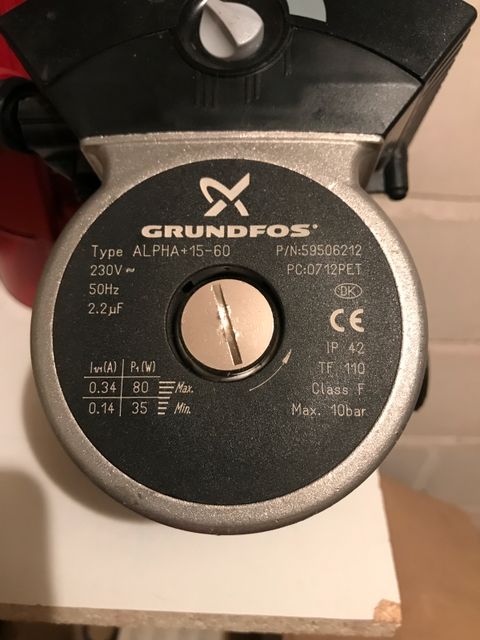 GRUNDFOS
Type ALPHA+15-60 P/N:59506212
230V~ PC:0712PET
50Hz DK
2.2µF
CE
IP 42
I1/1(A) P1(W) TF 110
0.34 80 Max. Class F
0.14 35 Min. Max. 10bar